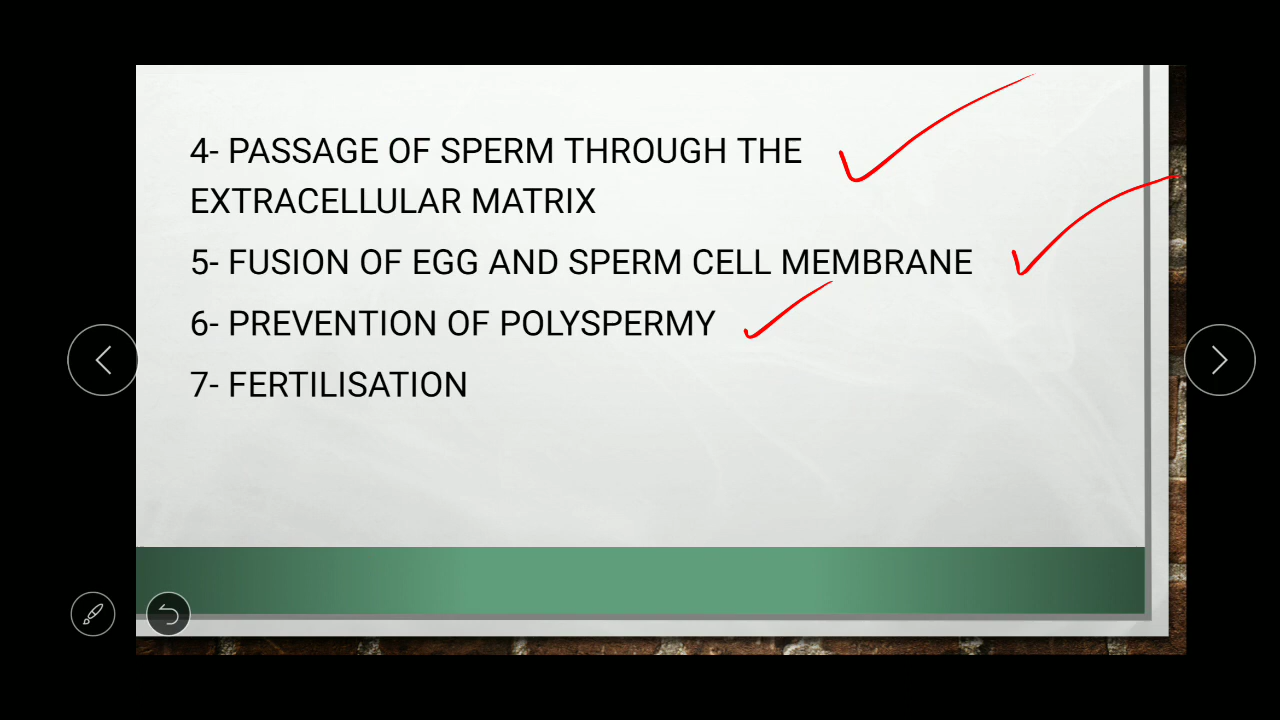 4- PASSAGE OF SPERM THROUGH THE
EXTRACELLULAR MATRIX
5- FUSION OF EGG AND SPERM CELL MEMBRANE
6- PREVENTION OF POLYSPERMY
7- FERTILISATION